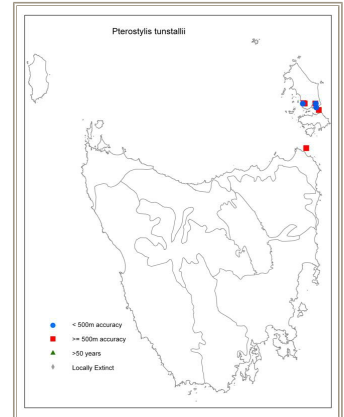 Pterostylis tunstallii
< 500m accuracy
>= 500m accuracy
>50 years
Locally Extinct